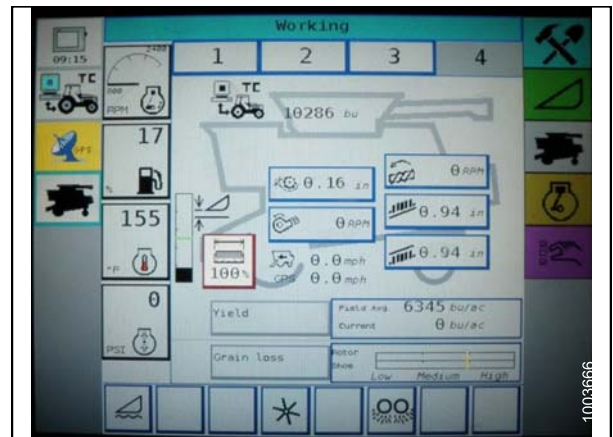 Working
09:15
1 2 3 4
2400
RPM
TC
TC
10286 bu
GPS
17
%
0.16 in
0 RPM
155
0 RPM
0.94 in
°F
100%
0.0 mph
GPS 0.0 mph
0.94 in
0
PSI
Yield
Field Avg. 6345 bu/ac
Current 0 bu/ac
Grain loss
Rotor
Shoe
Low Medium High
1003666